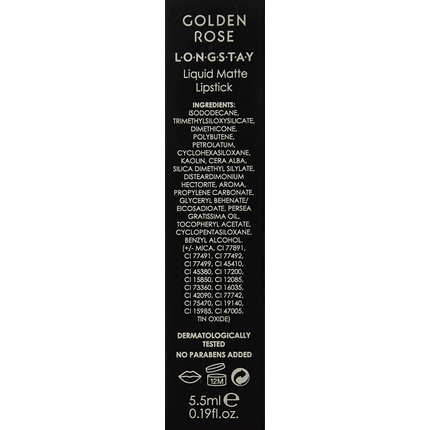 GOLDEN
ROSE
L•O•N•G•S•T•A•Y
Liquid Matte
Lipstick
INGREDIENTS:
ISODODECANE,
TRIMETHYLSILOXYSILICATE,
DIMETHICONE,
POLYBUTENE,
PETROLATUM,
CYCLOHEXASILOXANE,
KAOLIN, CERA ALBA,
SILICA DIMETHYL SILYLATE,
DISTEARDIMONIUM
HECTORITE, AROMA,
PROPYLENE CARBONATE,
GLYCERYL BEHENATE/
EICOSADIOATE, PERSEA
GRATISSIMA OIL,
TOCOPHERYL ACETATE,
CYCLOPENTASILOXANE,
BENZYL ALCOHOL.
(+/- MICA, CI 77891,
CI 77491, CI 77492,
CI 77499, CI 45410,
CI 45380, CI 17200,
CI 15850, CI 12085,
CI 73360, CI 16035,
CI 42090, CI 77742,
CI 75470, CI 19140,
CI 15985, CI 47005,
TIN OXIDE)
DERMATOLOGICALLY
TESTED
NO PARABENS ADDED
12M
5.5ml e
0.19fl.oz.